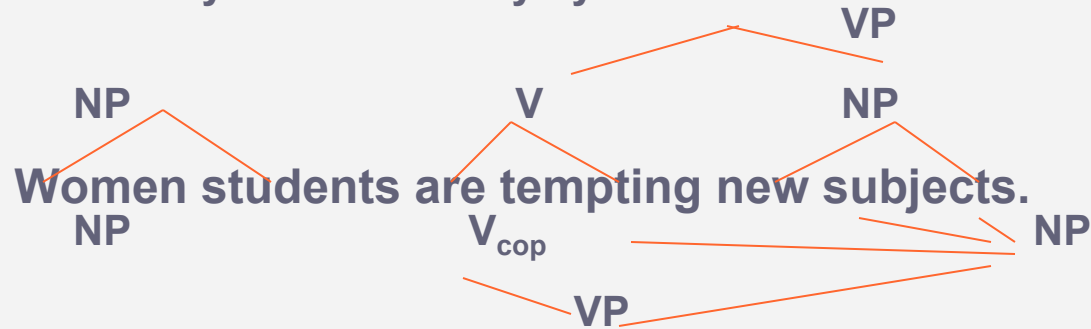 VP
NP V NP
Women students are tempting new subjects.
NP Vcop NP
VP